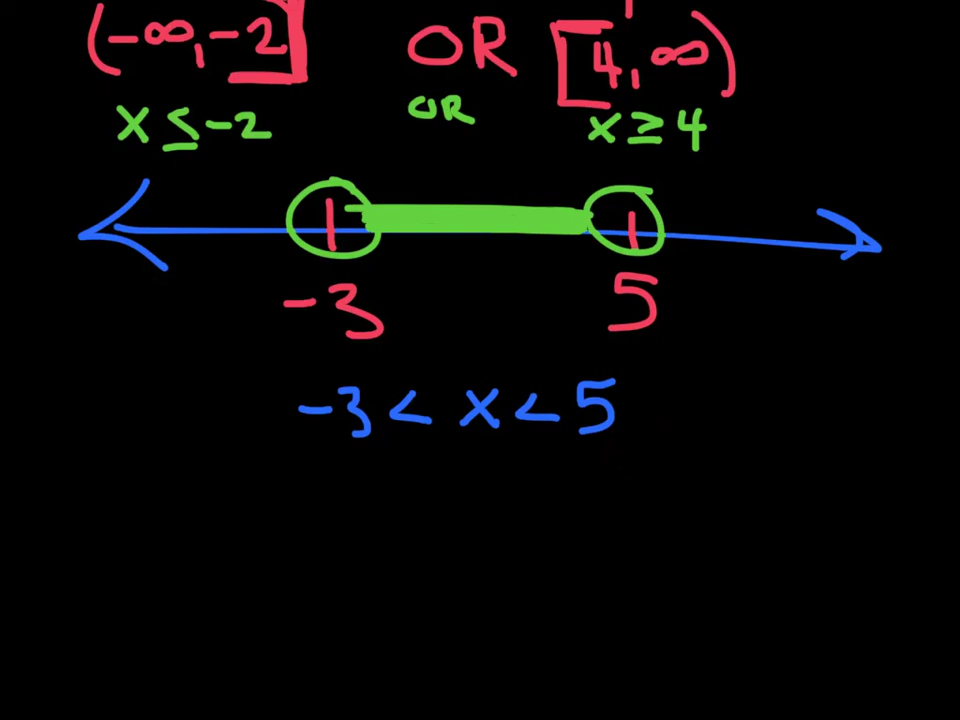 (-∞, -2] OR [4, ∞)
x ≤ -2 OR x ≥ 4
-3 5
-3 < x < 5